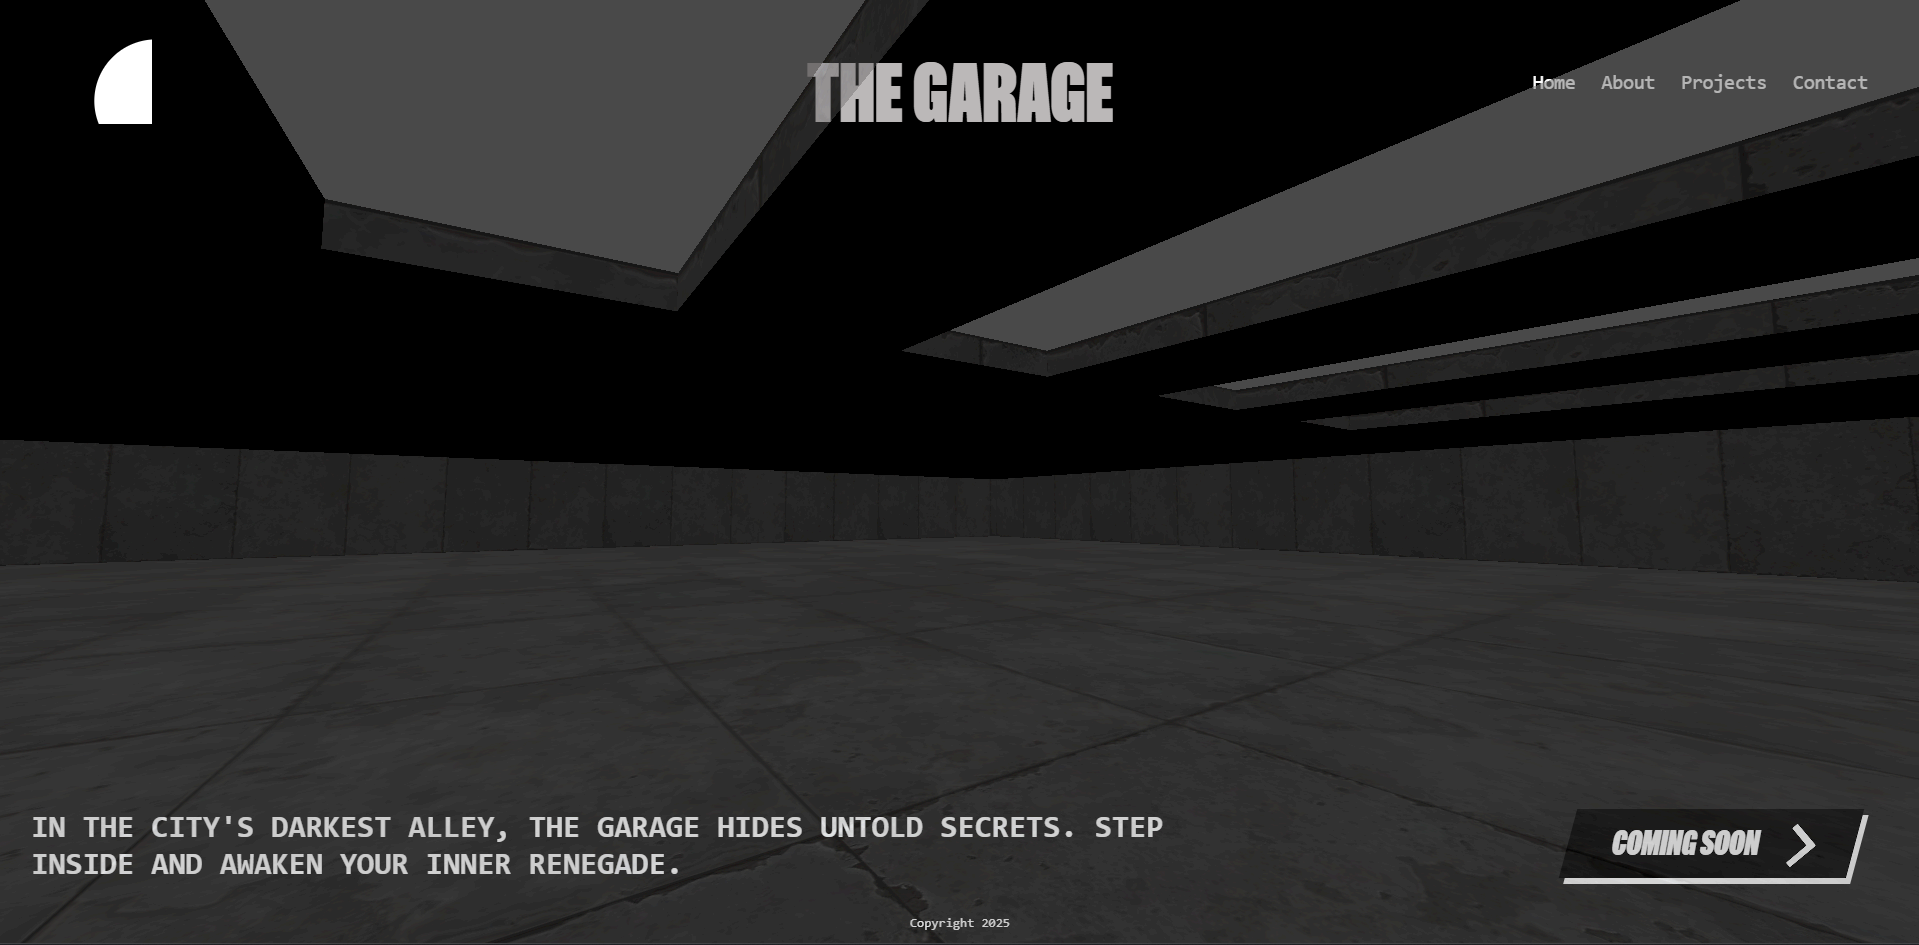 THE GARAGE
Home About Projects Contact
IN THE CITY'S DARKEST ALLEY, THE GARAGE HIDES UNTOLD SECRETS. STEP
INSIDE AND AWAKEN YOUR INNER RENEGADE.
COMING SOON
Copyright 2025